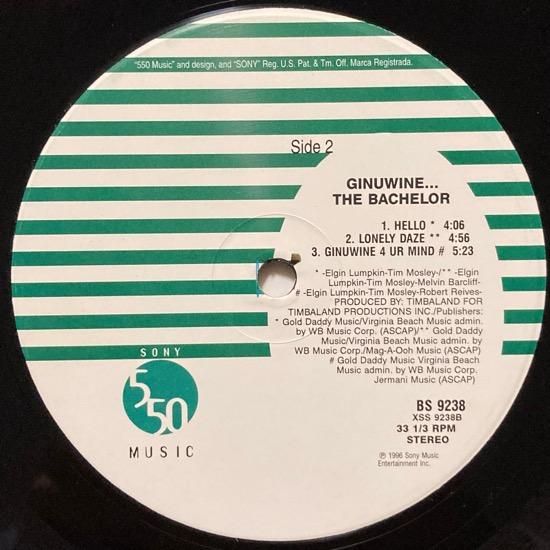 "550 Music" and design, and "SONY" Reg. U.S. Pat. & Tm. Off. Marca Registrada.
Side 2
GINUWINE...
THE BACHELOR
1. HELLO * 4:06
2. LONELY DAZE ** 4:56
3. GINUWINE 4 UR MIND # 5:23
* -Elgin Lumpkin-Tim Mosley-/** -Elgin
Lumpkin-Tim Mosley-Melvin Barcliff-
# -Elgin Lumpkin-Tim Mosley-Robert Reives-
PRODUCED BY: TIMBALAND FOR
TIMBALAND PRODUCTIONS INC./Publishers:
* Gold Daddy Music/Virginia Beach Music admin.
by WB Music Corp. (ASCAP)/** Gold Daddy
Music/Virginia Beach Music admin. by
WB Music Corp./Mag-A-Ooh Music (ASCAP)
# Gold Daddy Music Virginia Beach
Music admin. by WB Music Corp.
Jermani Music (ASCAP)
SONY
550
MUSIC
BS 9238
XSS 9238B
33 1/3 RPM
STEREO
℗ 1996 Sony Music
Entertainment Inc.